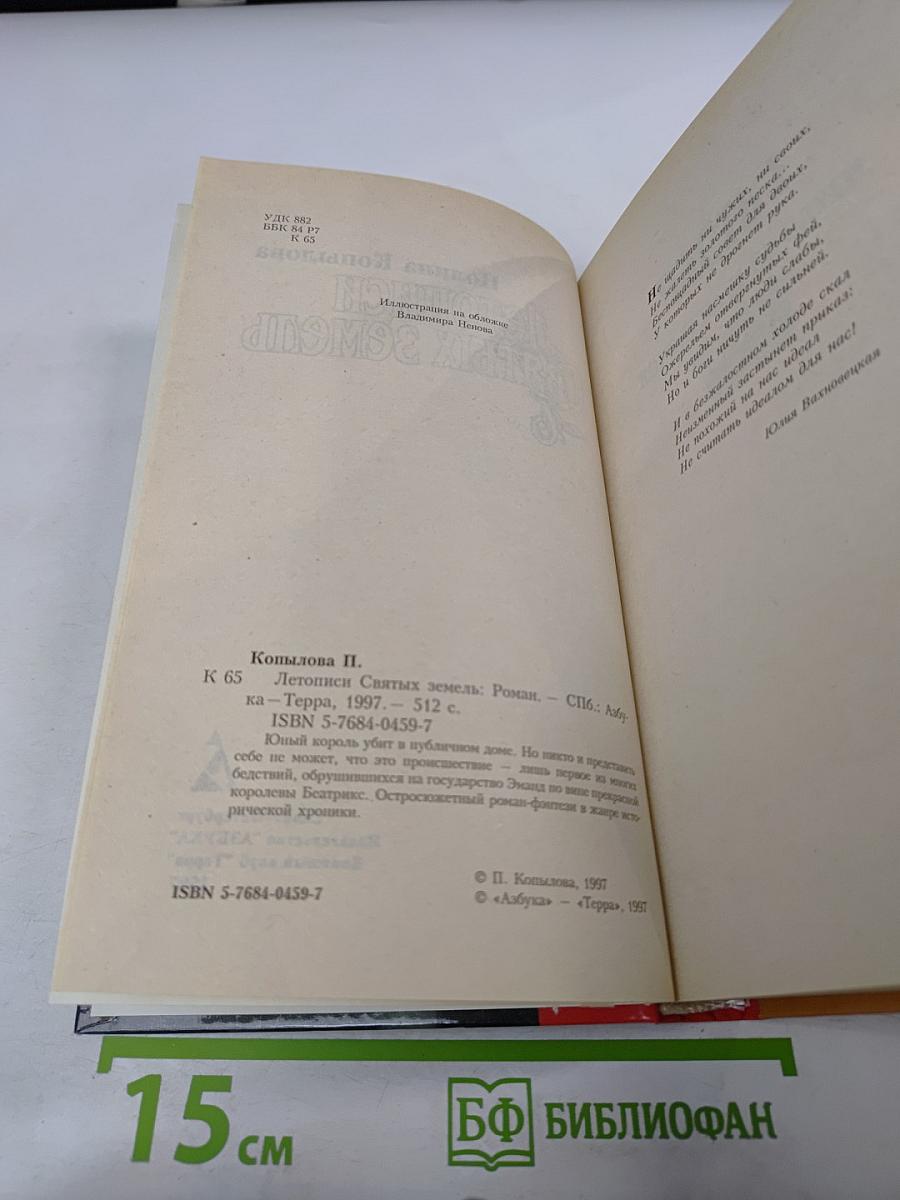 УДК 882
ББК 84 Р7
К 65
Иллюстрация на обложке
Владимира Ненова
Копылова П.
К 65 Летописи Святых земель: Роман. — СПб.: Азбу-
ка — Терра, 1997. — 512 с.
ISBN 5-7684-0459-7
Юный король убит в публичном доме. Но никто и представить
себе не может, что это происшествие — лишь первое из многих
бедствий, обрушившихся на государство Эманд по вине прекрасной
королевы Беатрикс. Остросюжетный роман-фэнтези в жанре исто-
рической хроники.
ISBN 5-7684-0459-7
© П. Копылова, 1997
© «Азбука» — «Терра», 1997
Не щадить ни чужих, ни своих,
Не жалеть золотого песка...
Беспощадный совет для двоих,
У которых не дрогнет рука.
Украшая насмешку судьбы
Ожерельем отвергнутых фей,
Мы увидим, что люди слабы,
Но и боги ничуть не сильней,
И в безжалостном холоде скал
Неизменный застынет приказ:
Не похожий на нас идеал
Не считать идеалом для нас!
Юлия Вахновецкая
15 см
БФ БИБЛИОФАН